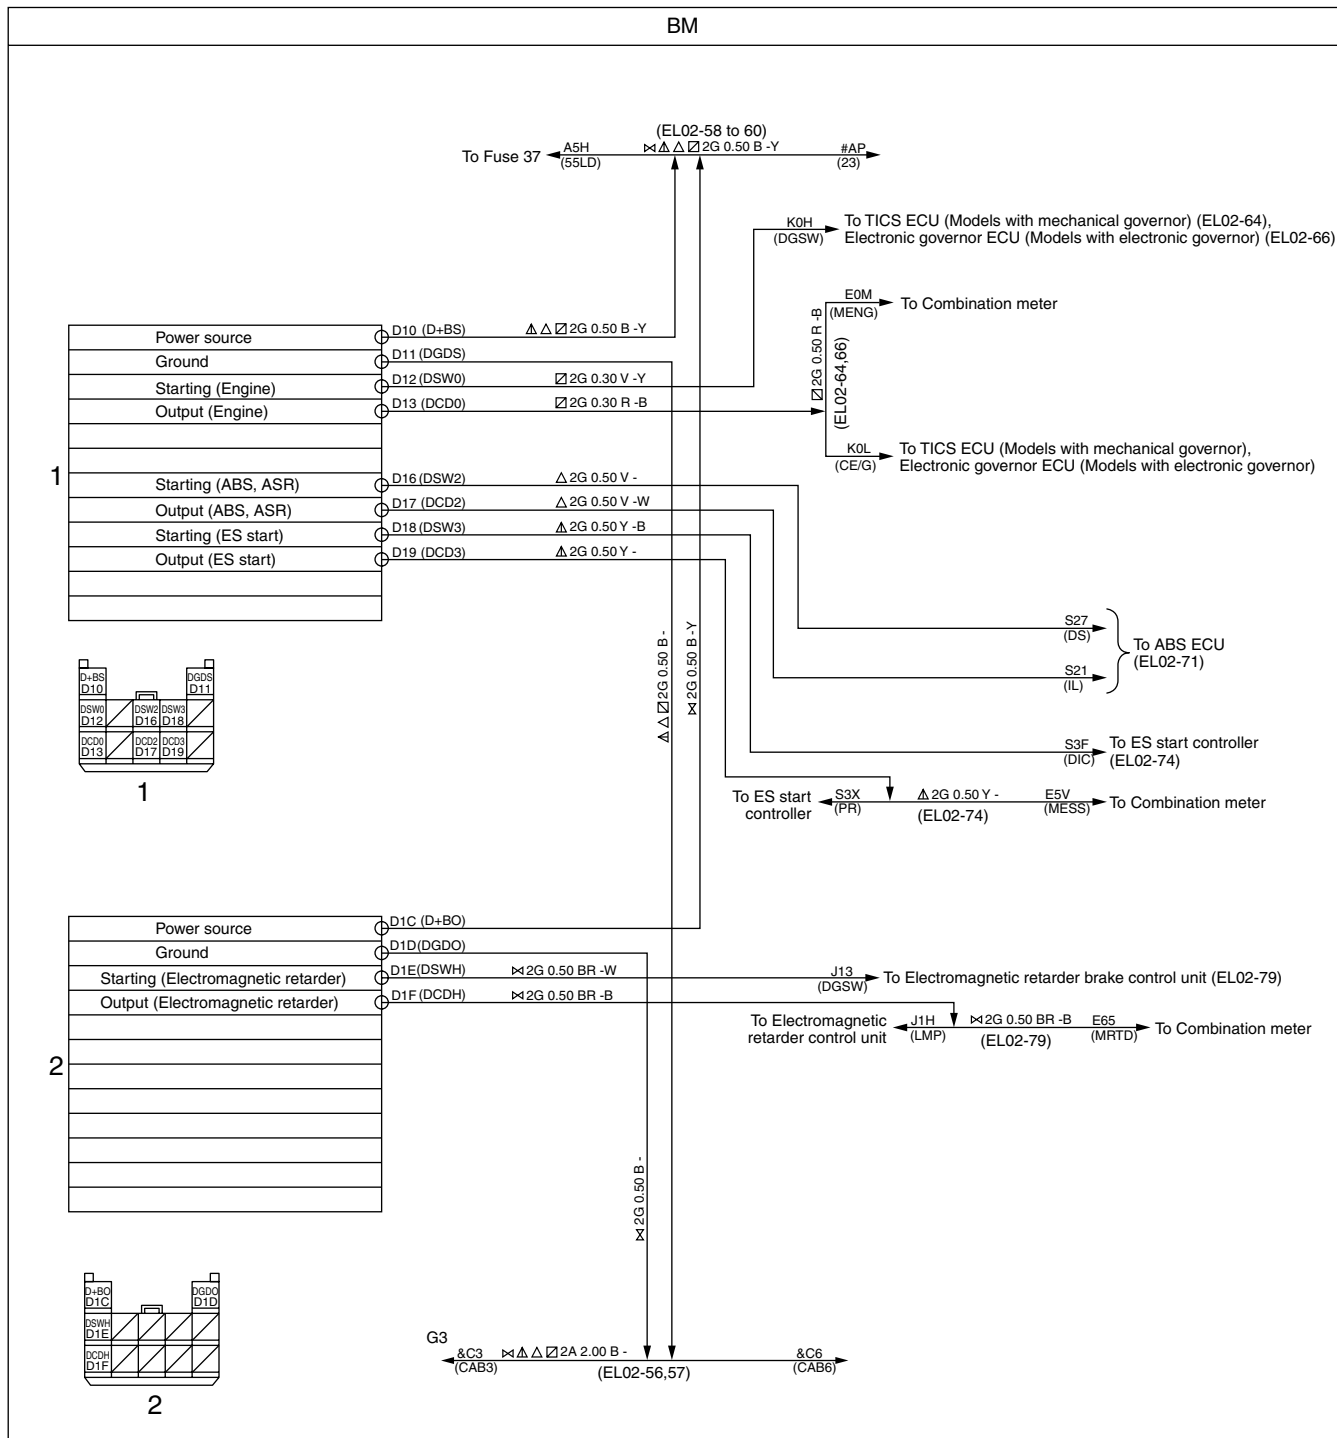 BM
(EL02-58 to 60)
To Fuse 37 A5H 2G 0.50 B -Y #AP
(55LD) (23)
K0H To TICS ECU (Models with mechanical governor) (EL02-64),
(DGSW) Electronic governor ECU (Models with electronic governor) (EL02-66)
E0M To Combination meter
(MENG)
2G 0.50 R -B
(EL02-64,66)
Power source D10 (D+BS) 2G 0.50 B -Y
Ground D11 (DGDS)
Starting (Engine) D12 (DSW0) 2G 0.30 V -Y
Output (Engine) D13 (DCD0) 2G 0.30 R -B
K0L To TICS ECU (Models with mechanical governor),
(CE/G) Electronic governor ECU (Models with electronic governor)
1
Starting (ABS, ASR) D16 (DSW2) 2G 0.50 V -
Output (ABS, ASR) D17 (DCD2) 2G 0.50 V -W
Starting (ES start) D18 (DSW3) 2G 0.50 Y -B
Output (ES start) D19 (DCD3) 2G 0.50 Y -
S27
(DS)
To ABS ECU
(EL02-71)
S21
(IL)
2G 0.50 B -
2G 0.50 B -Y
D+BS DGDS
D10 D11
DSW0 DSW2 DSW3
D12 D16 D18
DCD0 DCD2 DCD3
D13 D17 D19
1
S3F To ES start controller
(DIC) (EL02-74)
To ES start S3X 2G 0.50 Y - E5V To Combination meter
controller (PR) (EL02-74) (MESS)
Power source D1C (D+BO)
Ground D1D (DGDO)
Starting (Electromagnetic retarder) D1E (DSWH) 2G 0.50 BR -W J13 To Electromagnetic retarder brake control unit (EL02-79)
(DGSW)
Output (Electromagnetic retarder) D1F (DCDH) 2G 0.50 BR -B
To Electromagnetic J1H 2G 0.50 BR -B E65 To Combination meter
retarder control unit (LMP) (EL02-79) (MRTD)
2
2G 0.50 B -
D+BO DGDO
D1C D1D
DSWH
D1E
DCDH
D1F
2
G3
&C3 2A 2.00 B - &C6
(CAB3) (EL02-56,57) (CAB6)